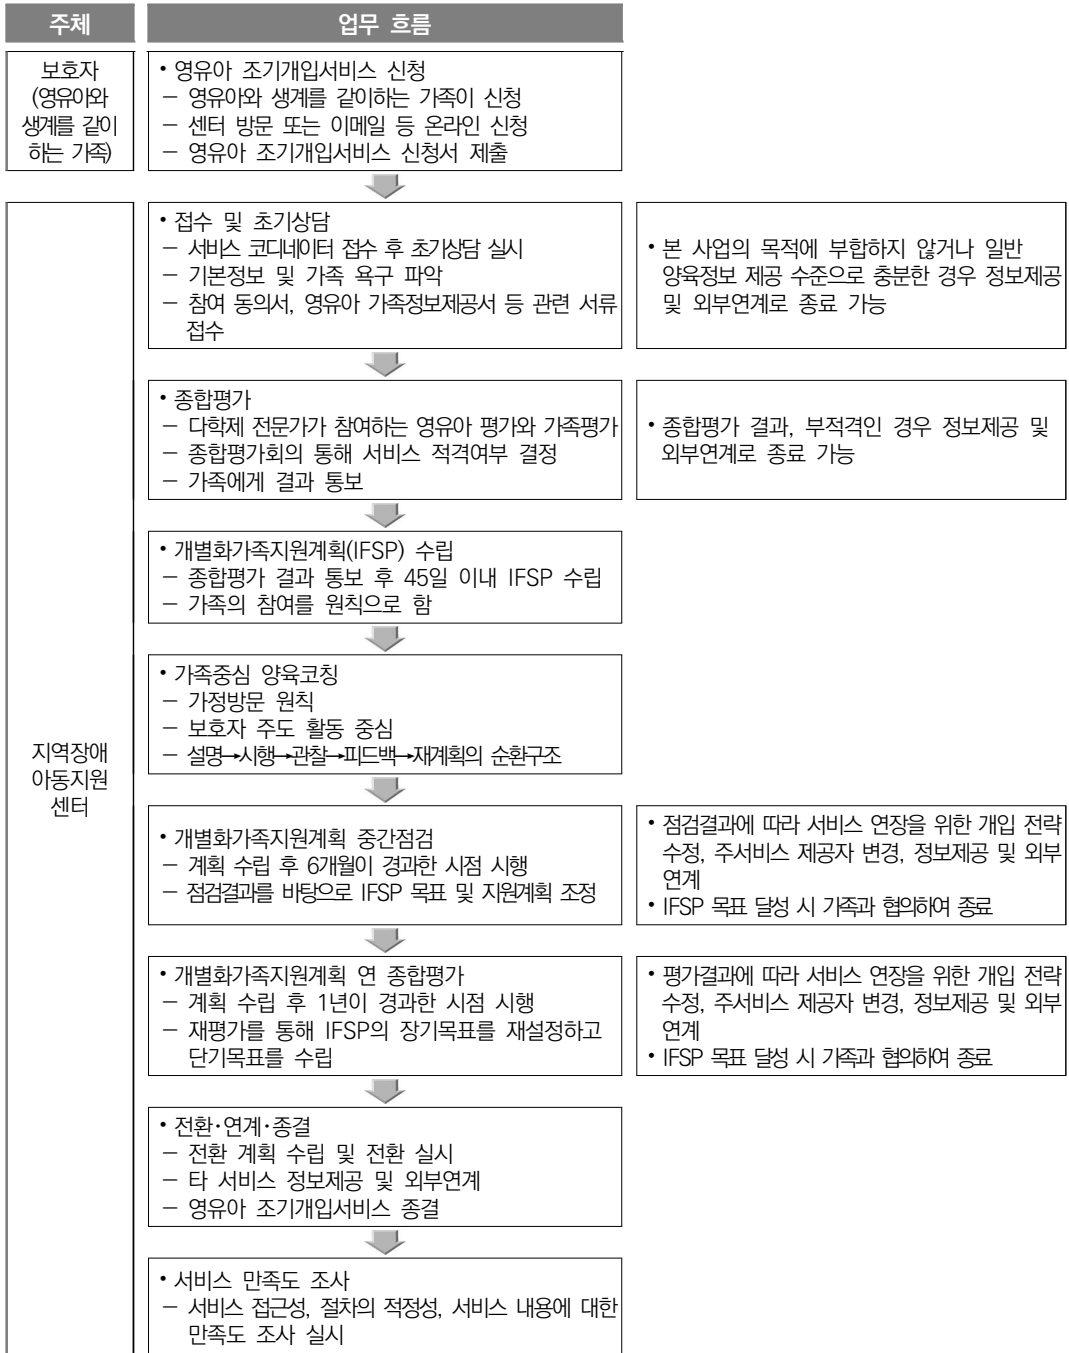 주체
업무 흐름
보호자
(영유아와
생계를 같이
하는 가족)
• 영유아 조기개입서비스 신청
– 영유아와 생계를 같이하는 가족이 신청
– 센터 방문 또는 이메일 등 온라인 신청
– 영유아 조기개입서비스 신청서 제출
지역장애
아동지원
센터
• 접수 및 초기상담
– 서비스 코디네이터 접수 후 초기상담 실시
– 기본정보 및 가족 욕구 파악
– 참여 동의서, 영유아 가족정보제공서 등 관련 서류
접수
• 본 사업의 목적에 부합하지 않거나 일반
양육정보 제공 수준으로 충분한 경우 정보제공
및 외부연계로 종료 가능
• 종합평가
– 다학제 전문가가 참여하는 영유아 평가와 가족평가
– 종합평가회의 통해 서비스 적격여부 결정
– 가족에게 결과 통보
• 종합평가 결과, 부적격인 경우 정보제공 및
외부연계로 종료 가능
• 개별화가족지원계획(IFSP) 수립
– 종합평가 결과 통보 후 45일 이내 IFSP 수립
– 가족의 참여를 원칙으로 함
• 가족중심 양육코칭
– 가정방문 원칙
– 보호자 주도 활동 중심
– 설명→시행→관찰→피드백→재계획의 순환구조
• 개별화가족지원계획 중간점검
– 계획 수립 후 6개월이 경과한 시점 시행
– 점검결과를 바탕으로 IFSP 목표 및 지원계획 조정
• 점검결과에 따라 서비스 연장을 위한 개입 전략
수정, 주서비스 제공자 변경, 정보제공 및 외부
연계
• IFSP 목표 달성 시 가족과 협의하여 종료
• 개별화가족지원계획 연 종합평가
– 계획 수립 후 1년이 경과한 시점 시행
– 재평가를 통해 IFSP의 장기목표를 재설정하고
단기목표를 수립
• 평가결과에 따라 서비스 연장을 위한 개입 전략
수정, 주서비스 제공자 변경, 정보제공 및 외부
연계
• IFSP 목표 달성 시 가족과 협의하여 종료
• 전환·연계·종결
– 전환 계획 수립 및 전환 실시
– 타 서비스 정보제공 및 외부연계
– 영유아 조기개입서비스 종결
• 서비스 만족도 조사
– 서비스 접근성, 절차의 적정성, 서비스 내용에 대한
만족도 조사 실시